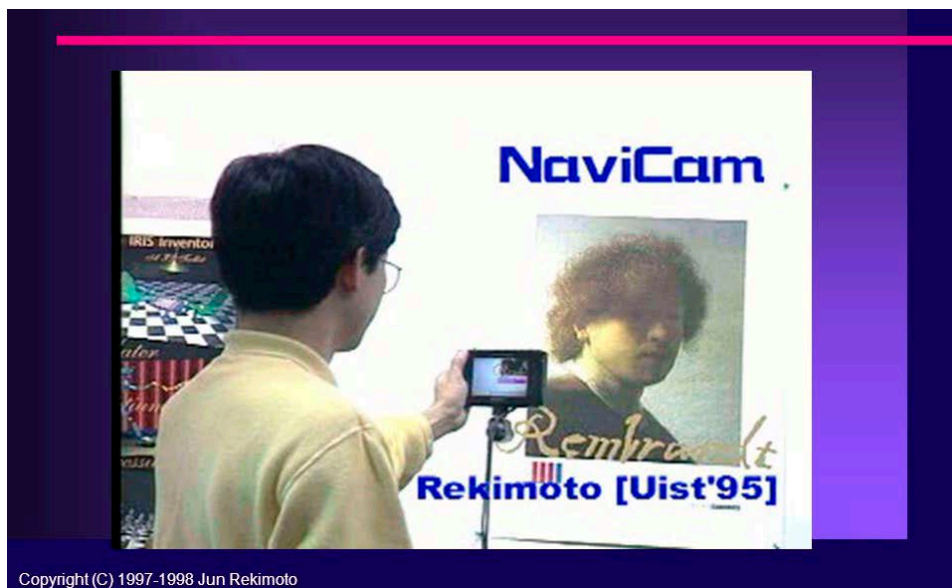 NaviCam
IRIS Inventor
Rembrandt
Rekimoto [Uist'95]
Copyright (C) 1997-1998 Jun Rekimoto